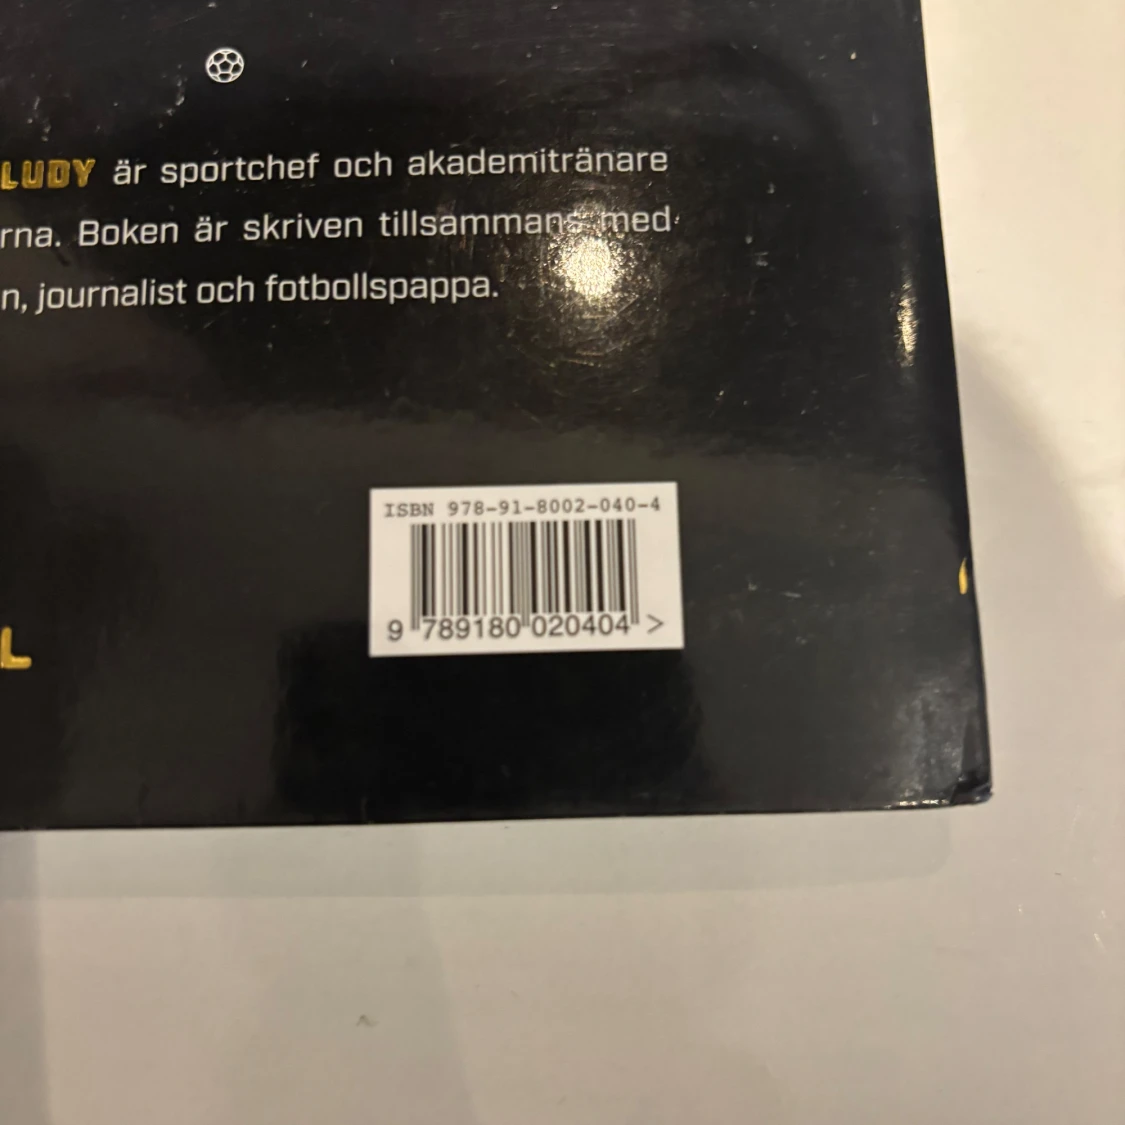 LUDY är sportchef och akademitränare
rna. Boken är skriven tillsammans med
n, journalist och fotbollspappa.
ISBN 978-91-8002-040-4
9 789180 020404 >
L